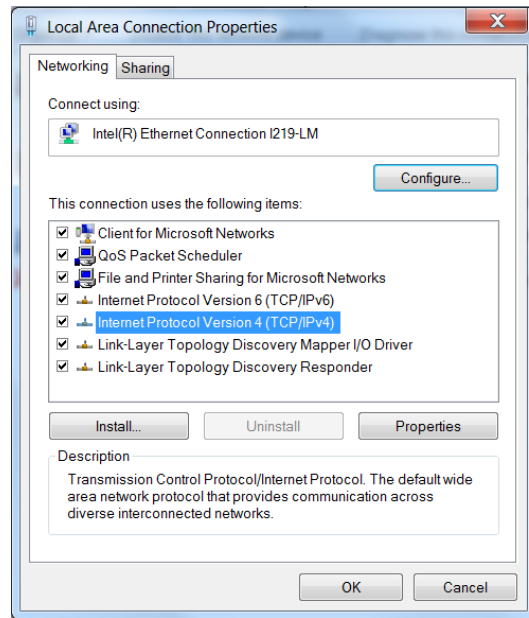 Local Area Connection Properties
Networking
Sharing
Connect using:
Intel(R) Ethernet Connection I219-LM
Configure...
This connection uses the following items:
Client for Microsoft Networks
QoS Packet Scheduler
File and Printer Sharing for Microsoft Networks
Internet Protocol Version 6 (TCP/IPv6)
Internet Protocol Version 4 (TCP/IPv4)
Link-Layer Topology Discovery Mapper I/O Driver
Link-Layer Topology Discovery Responder
Install...
Uninstall
Properties
Description
Transmission Control Protocol/Internet Protocol. The default wide
area network protocol that provides communication across
diverse interconnected networks.
OK
Cancel